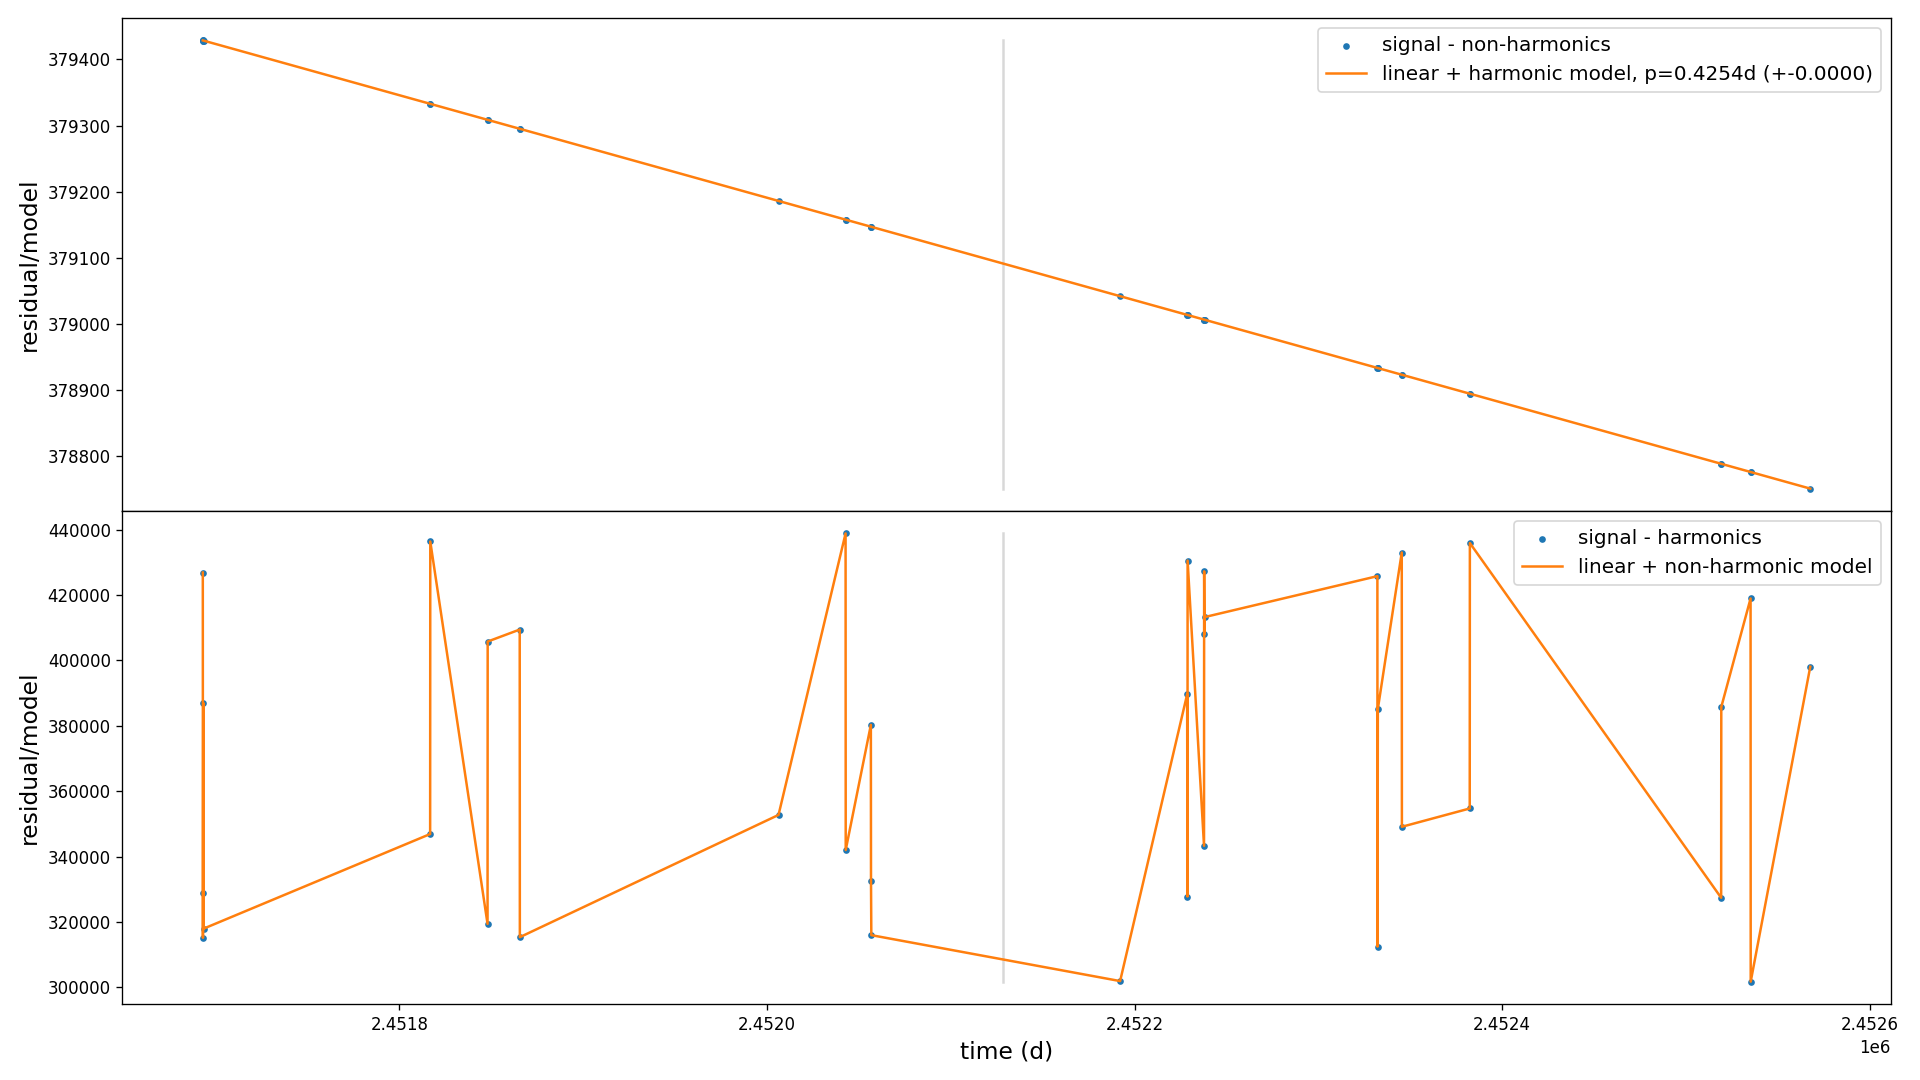 379400
379300
379200
379100
379000
378900
378800
residual/model
signal - non-harmonics
linear + harmonic model, p=0.4254d (+-0.0000)
440000
420000
400000
380000
360000
340000
320000
300000
residual/model
signal - harmonics
linear + non-harmonic model
2.4518 2.4520 2.4522 2.4524 2.4526
1e6
time (d)